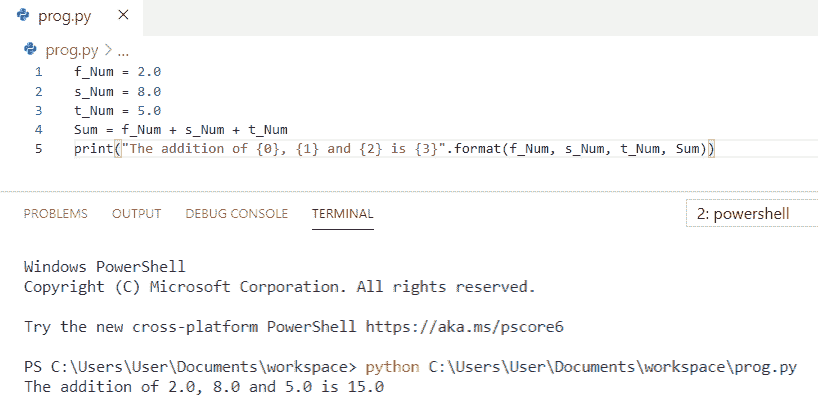 prog.py ×
prog.py > ...
1 f_Num = 2.0
2 s_Num = 8.0
3 t_Num = 5.0
4 Sum = f_Num + s_Num + t_Num
5 print("The addition of {0}, {1} and {2} is {3}".format(f_Num, s_Num, t_Num, Sum))
PROBLEMS OUTPUT DEBUG CONSOLE TERMINAL 2: powershell
Windows PowerShell
Copyright (C) Microsoft Corporation. All rights reserved.
Try the new cross-platform PowerShell https://aka.ms/pscore6
PS C:\Users\User\Documents\workspace> python C:\Users\User\Documents\workspace\prog.py
The addition of 2.0, 8.0 and 5.0 is 15.0